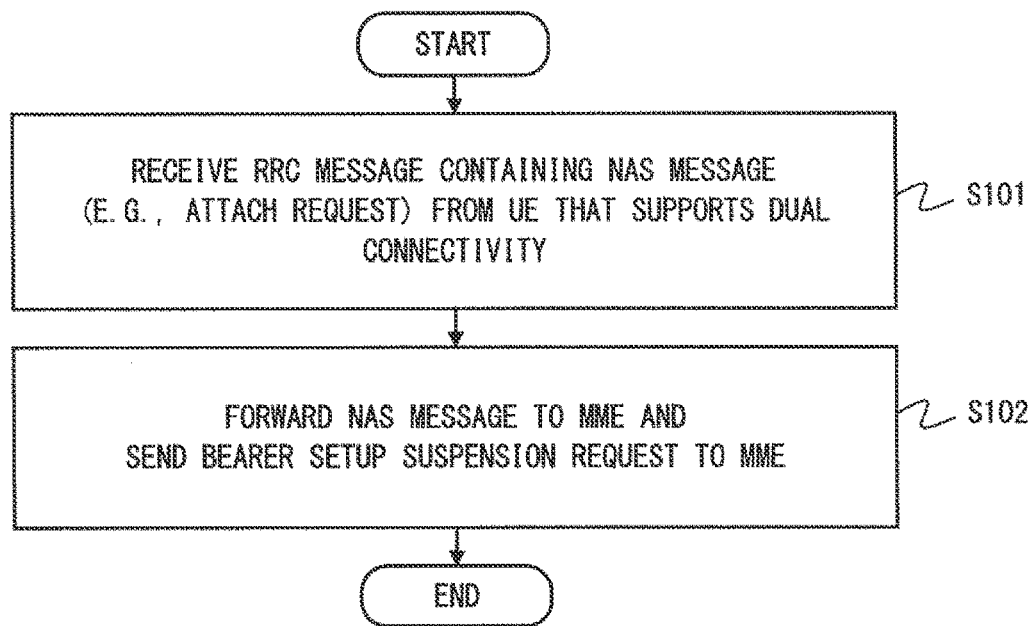 START
RECEIVE RRC MESSAGE CONTAINING NAS MESSAGE
(E.G., ATTACH REQUEST) FROM UE THAT SUPPORTS DUAL
CONNECTIVITY
S101
FORWARD NAS MESSAGE TO MME AND
SEND BEARER SETUP SUSPENSION REQUEST TO MME
S102
END